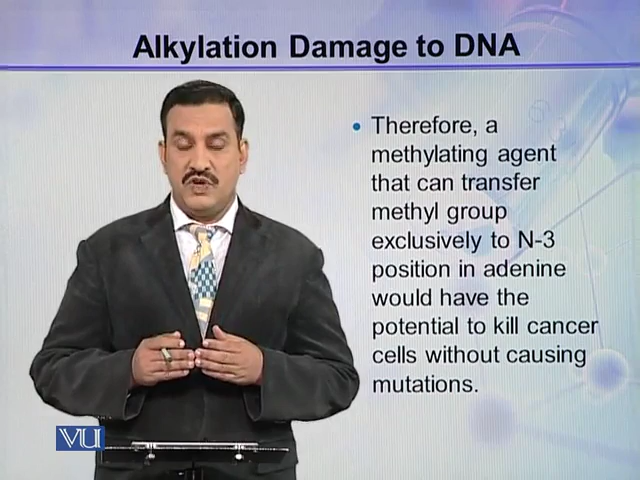 Alkylation Damage to DNA
• Therefore, a
methylating agent
that can transfer
methyl group
exclusively to N-3
position in adenine
would have the
potential to kill cancer
cells without causing
mutations.
VU